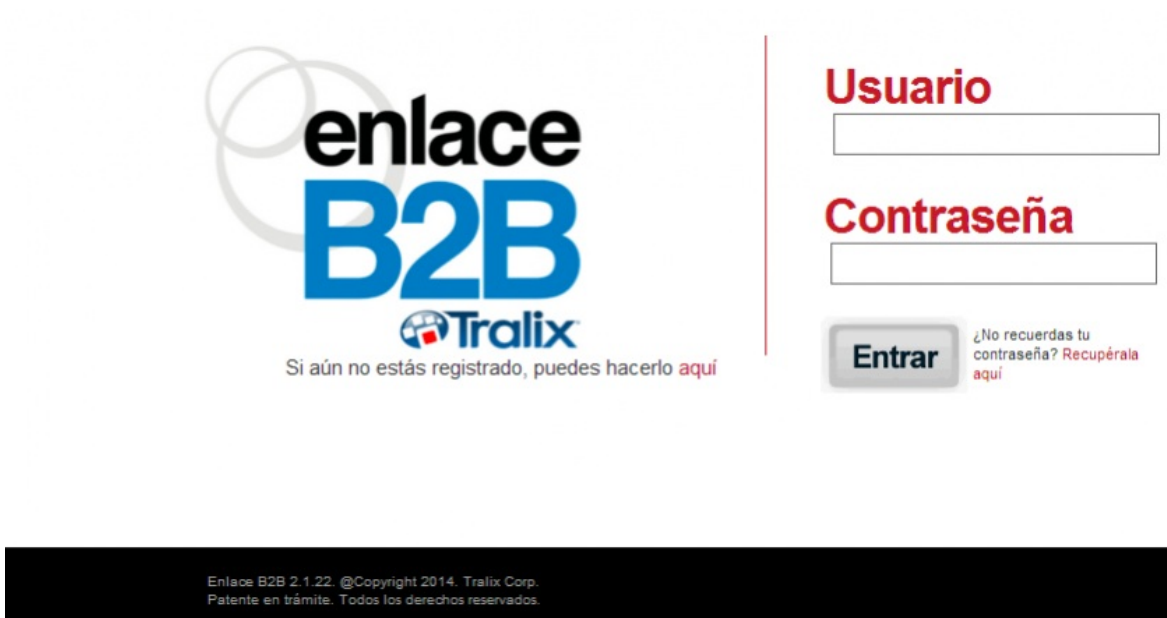 enlace
B2B
Tralix
Si aún no estás registrado, puedes hacerlo aquí
Usuario
Contraseña
Entrar
¿No recuerdas tu
contraseña? Recupérala
aquí
Enlace B2B 2.1.22. @Copyright 2014. Tralix Corp.
Patente en trámite. Todos los derechos reservados.